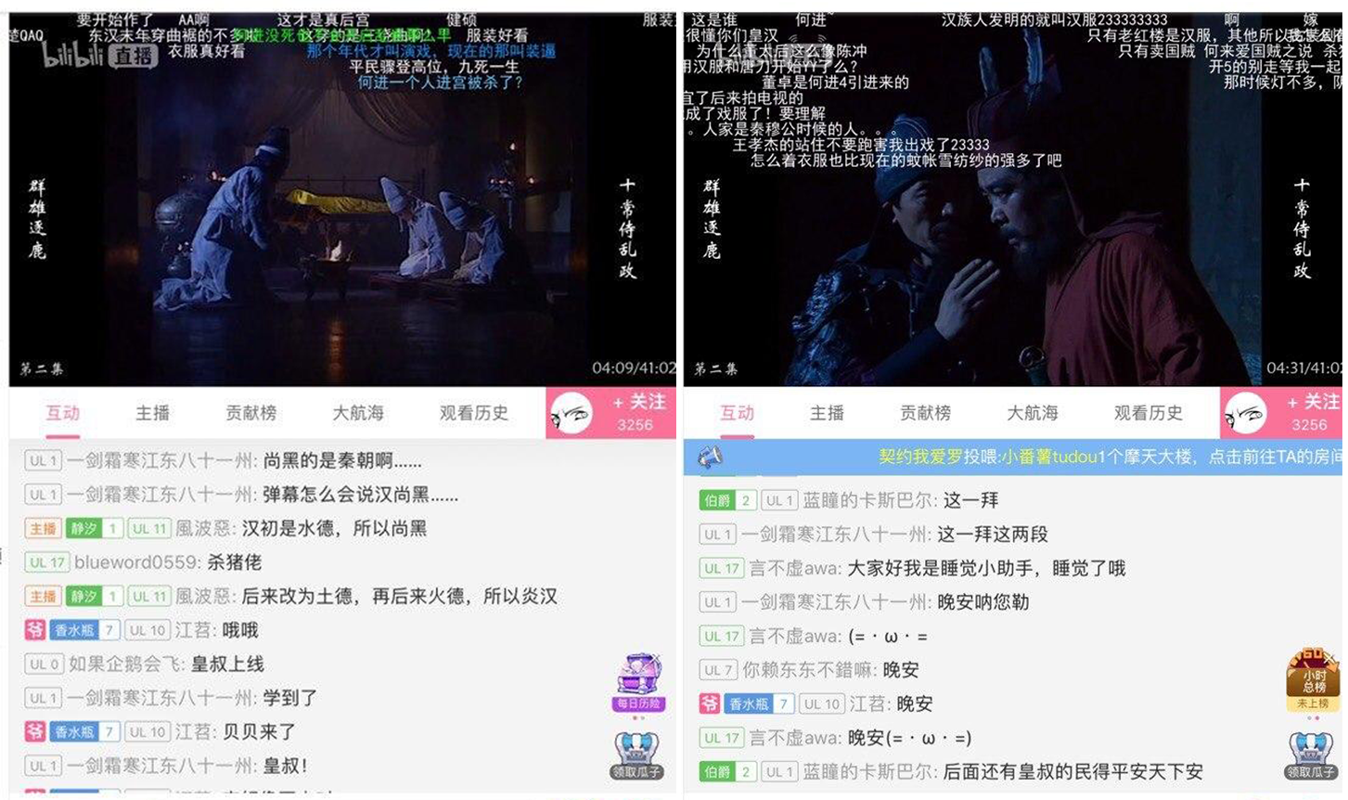 要开始作了
AA啊
这才是真后宫
健硕
服装
楚QAQ
东汉末年穿曲裾的不多
服装好看
bilibili 直播
衣服真好看
那个年代才叫演戏，现在的那叫装逼
平民骤登高位，九死一生
何进一个人进宫被杀了？
群雄逐鹿
十常侍乱政
第二集
04:09/41:02
互动
主播
贡献榜
大航海
观看历史
+ 关注
3256
UL 1 一剑霜寒江东八十一州: 尚黑的是秦朝啊……
UL 1 一剑霜寒江东八十一州: 弹幕怎么会说汉尚黑……
主播 静汐 1 UL 11 風波惡: 汉初是水德，所以尚黑
UL 17 blueword0559: 杀猪佬
主播 静汐 1 UL 11 風波惡: 后来改为土德，再后来火德，所以炎汉
爷 香水瓶 7 UL 10 江苕: 哦哦
UL 0 如果企鹅会飞: 皇叔上线
UL 1 一剑霜寒江东八十一州: 学到了
爷 香水瓶 7 UL 10 江苕: 贝贝来了
UL 1 一剑霜寒江东八十一州: 皇叔！
每日历险
领取瓜子
这是谁
何进~
汉族人发明的就叫汉服233333333
啊
嫁
很懂你们皇汉
只有老红楼是汉服，其他所以
为什么董太后这么像陈冲
只有卖国贼
何来爱国贼之说
杀
用汉服和唐刀开始
了么？
开5的别走等我一起
董卓是何进4引进来的
那时候灯不多，
宜了后来拍电视的
成了戏服了！要理解
。人家是秦穆公时候的人。。。
王孝杰的站住不要跑害我出戏了23333
怎么着衣服也比现在的蚊帐雪纺纱的强多了吧
群雄逐鹿
十常侍乱政
第二集
04:31/41:02
互动
主播
贡献榜
大航海
观看历史
+ 关注
3256
契约我爱罗投喂:小番薯tudou1个摩天大楼，点击前往TA的房间
伯爵 2 UL 1 蓝瞳的卡斯巴尔: 这一拜
UL 1 一剑霜寒江东八十一州: 这一拜这两段
UL 17 言不虚awa: 大家好我是睡觉小助手，睡觉了哦
UL 1 一剑霜寒江东八十一州: 晚安呐您勒
UL 17 言不虚awa: (=・ω・=
UL 7 你赖东东不錯嘛: 晚安
爷 香水瓶 7 UL 10 江苕: 晚安
UL 17 言不虚awa: 晚安(=・ω・=)
伯爵 2 UL 1 蓝瞳的卡斯巴尔: 后面还有皇叔的民得平安天下安
小时总榜
未上榜
领取瓜子